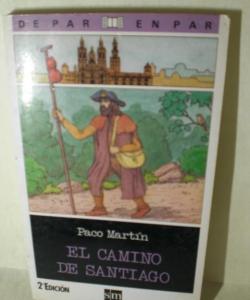 DE PAR EN PAR
Paco Martín
EL CAMINO
DE SANTIAGO
2ª EDICIÓN
sm